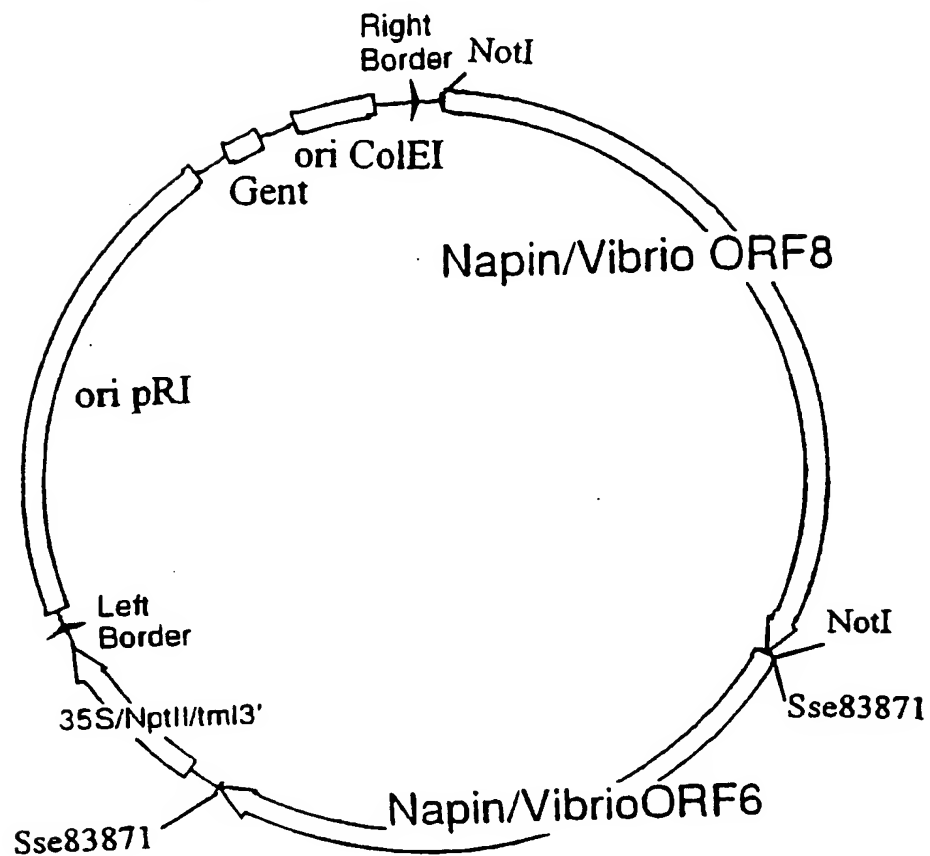 Right
Border
NotI
ori ColEI
Gent
Napin/Vibrio ORF8
ori pRI
Left
Border
NotI
Sse83871
35S/NptII/tml3'
Napin/VibrioORF6
Sse83871